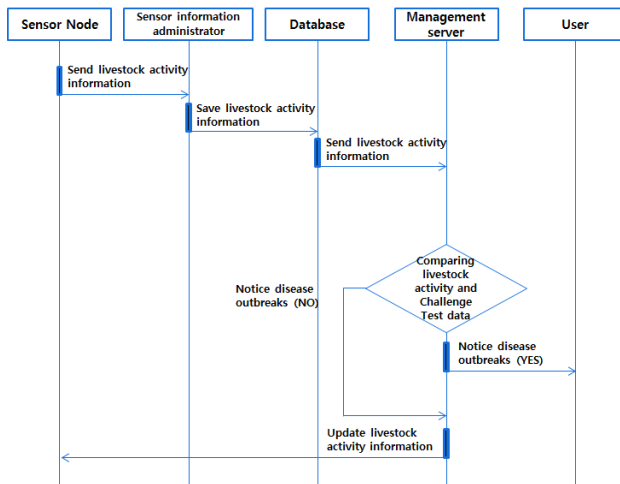 Sensor Node
Sensor information
administrator
Database
Management
server
User
Send livestock activity
information
Save livestock activity
information
Send livestock activity
information
Comparing
livestock
activity and
Challenge
Test data
Notice disease
outbreaks (NO)
Notice disease
outbreaks (YES)
Update livestock
activity information